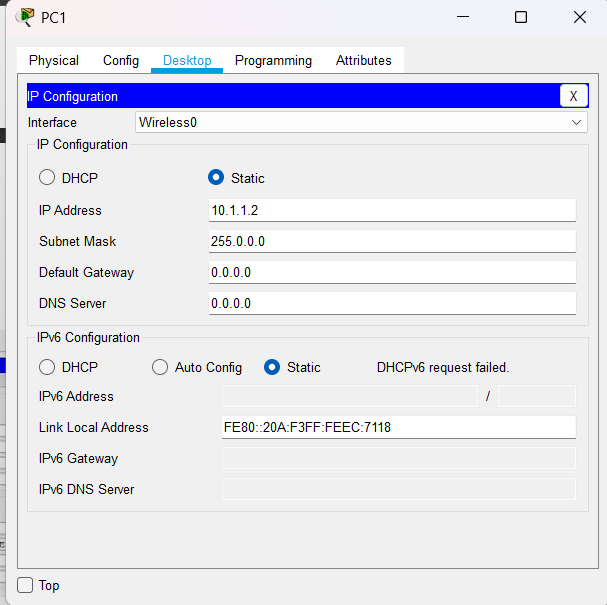 PC1
Physical Config Desktop Programming Attributes
IP Configuration X
Interface Wireless0
IP Configuration
DHCP Static
IP Address 10.1.1.2
Subnet Mask 255.0.0.0
Default Gateway 0.0.0.0
DNS Server 0.0.0.0
IPv6 Configuration
DHCP Auto Config Static DHCPv6 request failed.
IPv6 Address /
Link Local Address FE80::20A:F3FF:FEEC:7118
IPv6 Gateway
IPv6 DNS Server
Top